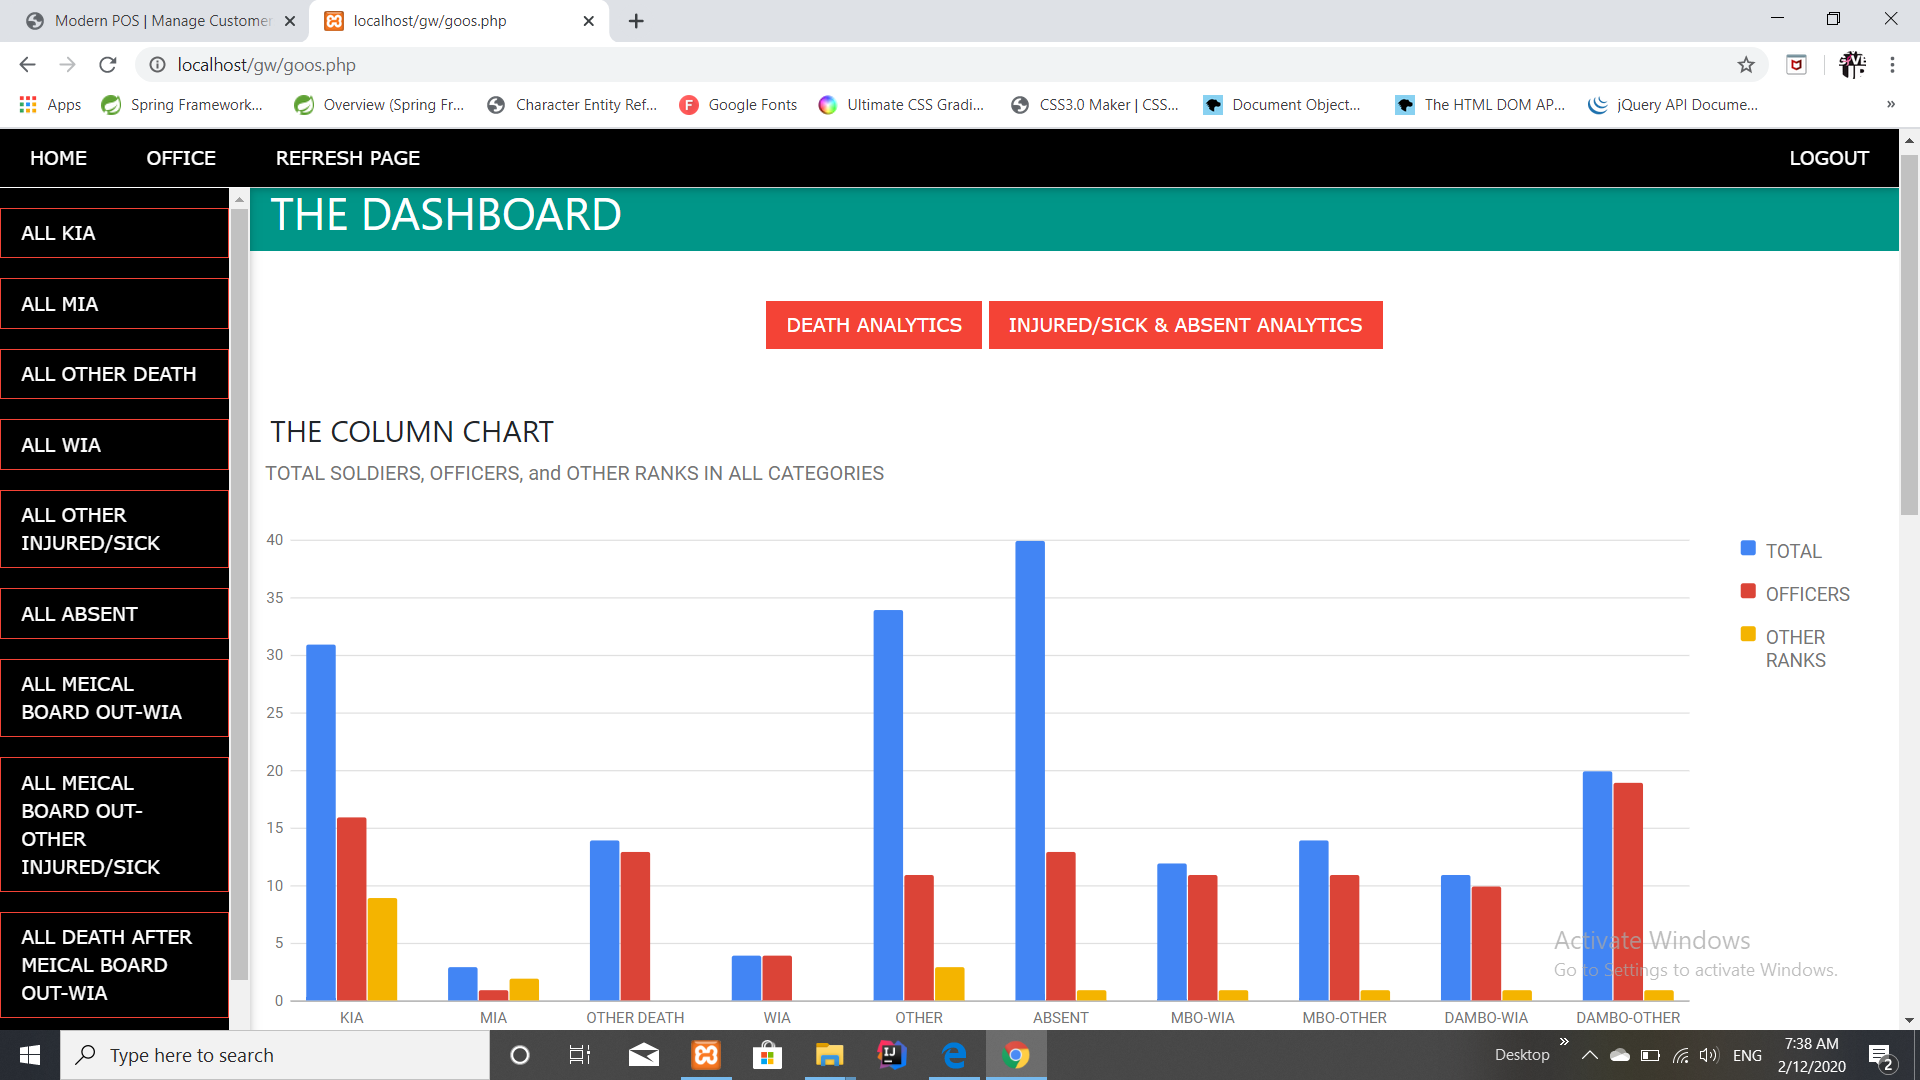 Modern POS | Manage Customer
localhost/gw/goos.php
localhost/gw/goos.php
Apps
Spring Framework...
Overview (Spring Fr...
Character Entity Ref...
Google Fonts
Ultimate CSS Gradi...
CSS3.0 Maker | CSS...
Document Object...
The HTML DOM AP...
jQuery API Docume...
»
HOME
OFFICE
REFRESH PAGE
LOGOUT
ALL KIA
ALL MIA
ALL OTHER DEATH
ALL WIA
ALL OTHER
INJURED/SICK
ALL ABSENT
ALL MEICAL
BOARD OUT-WIA
ALL MEICAL
BOARD OUT-
OTHER
INJURED/SICK
ALL DEATH AFTER
MEICAL BOARD
OUT-WIA
THE DASHBOARD
DEATH ANALYTICS
INJURED/SICK & ABSENT ANALYTICS
THE COLUMN CHART
TOTAL SOLDIERS, OFFICERS, and OTHER RANKS IN ALL CATEGORIES
40
35
30
25
20
15
10
5
0
KIA
MIA
OTHER DEATH
WIA
OTHER
ABSENT
MBO-WIA
MBO-OTHER
DAMBO-WIA
DAMBO-OTHER
TOTAL
OFFICERS
OTHER
RANKS
Activate Windows
Go to Settings to activate Windows.
Type here to search
Desktop
»
ENG
7:38 AM
2/12/2020
2